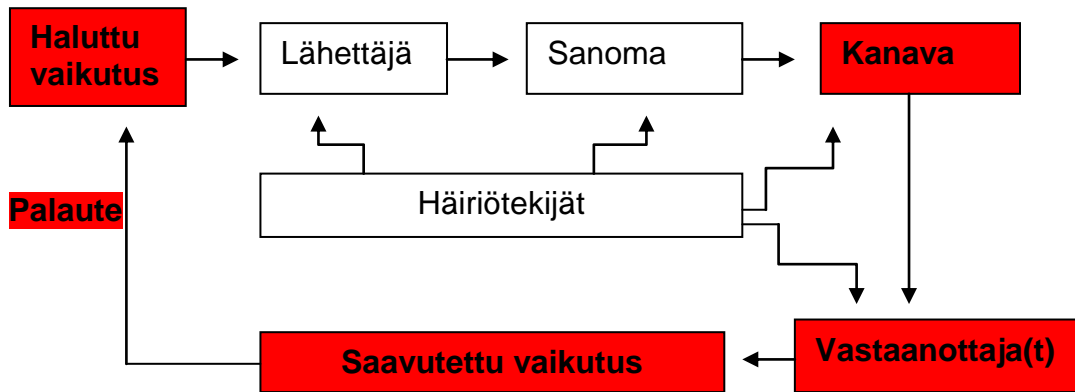 Haluttu
vaikutus
Lähettäjä
Sanoma
Kanava
Häiriötekijät
Palaute
Saavutettu vaikutus
Vastaanottaja(t)